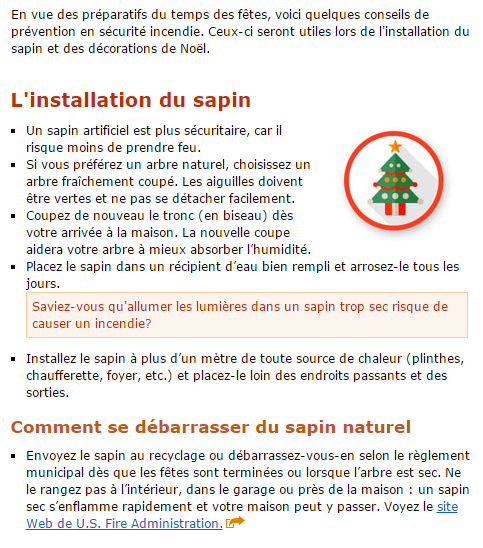 En vue des préparatifs du temps des fêtes, voici quelques conseils de
prévention en sécurité incendie. Ceux-ci seront utiles lors de l'installation du
sapin et des décorations de Noël.
L'installation du sapin
Un sapin artificiel est plus sécuritaire, car il
risque moins de prendre feu.
Si vous préférez un arbre naturel, choisissez un
arbre fraîchement coupé. Les aiguilles doivent
être vertes et ne pas se détacher facilement.
Coupez de nouveau le tronc (en biseau) dès
votre arrivée à la maison. La nouvelle coupe
aidera votre arbre à mieux absorber l’humidité.
Placez le sapin dans un récipient d’eau bien rempli et arrosez-le tous les
jours.
Saviez-vous qu'allumer les lumières dans un sapin trop sec risque de
causer un incendie?
Installez le sapin à plus d’un mètre de toute source de chaleur (plinthes,
chaufferette, foyer, etc.) et placez-le loin des endroits passants et des
sorties.
Comment se débarrasser du sapin naturel
Envoyez le sapin au recyclage ou débarrassez-vous-en selon le règlement
municipal dès que les fêtes sont terminées ou lorsque l’arbre est sec. Ne
le rangez pas à l’intérieur, dans le garage ou près de la maison : un sapin
sec s’enflamme rapidement et votre maison peut y passer. Voyez le site
Web de U.S. Fire Administration.